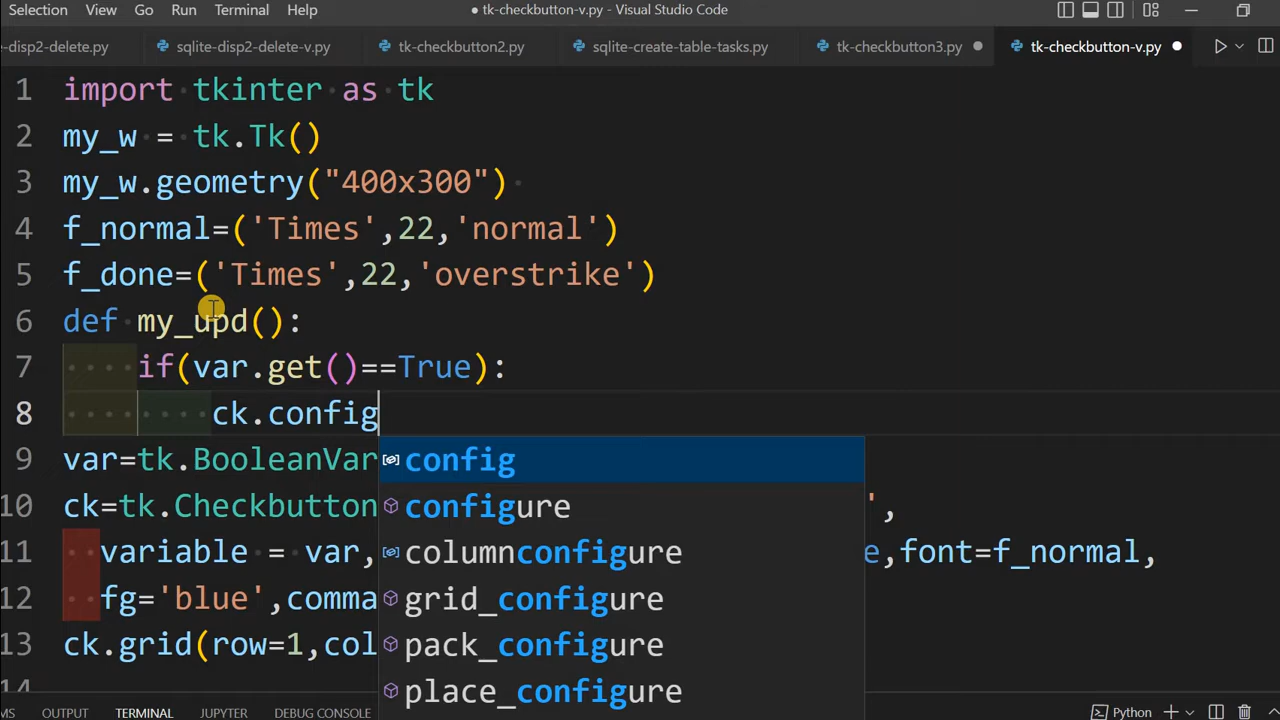 Selection View Go Run Terminal Help ● tk-checkbutton-v.py - Visual Studio Code
-disp2-delete.py sqlite-disp2-delete-v.py tk-checkbutton2.py sqlite-create-table-tasks.py tk-checkbutton3.py tk-checkbutton-v.py
1 import tkinter as tk
2 my_w = tk.Tk()
3 my_w.geometry("400x300")
4 f_normal=('Times',22,'normal')
5 f_done=('Times',22,'overstrike')
6 def my_upd():
7 if(var.get()==True):
8 ck.config
9 var=tk.BooleanVar
10 ck=tk.Checkbutton ',
11 variable = var, e,font=f_normal,
12 fg='blue',comma
13 ck.grid(row=1,col
14
config
configure
columnconfigure
grid_configure
pack_configure
place_configure
MS OUTPUT TERMINAL JUPYTER DEBUG CONSOLE Python